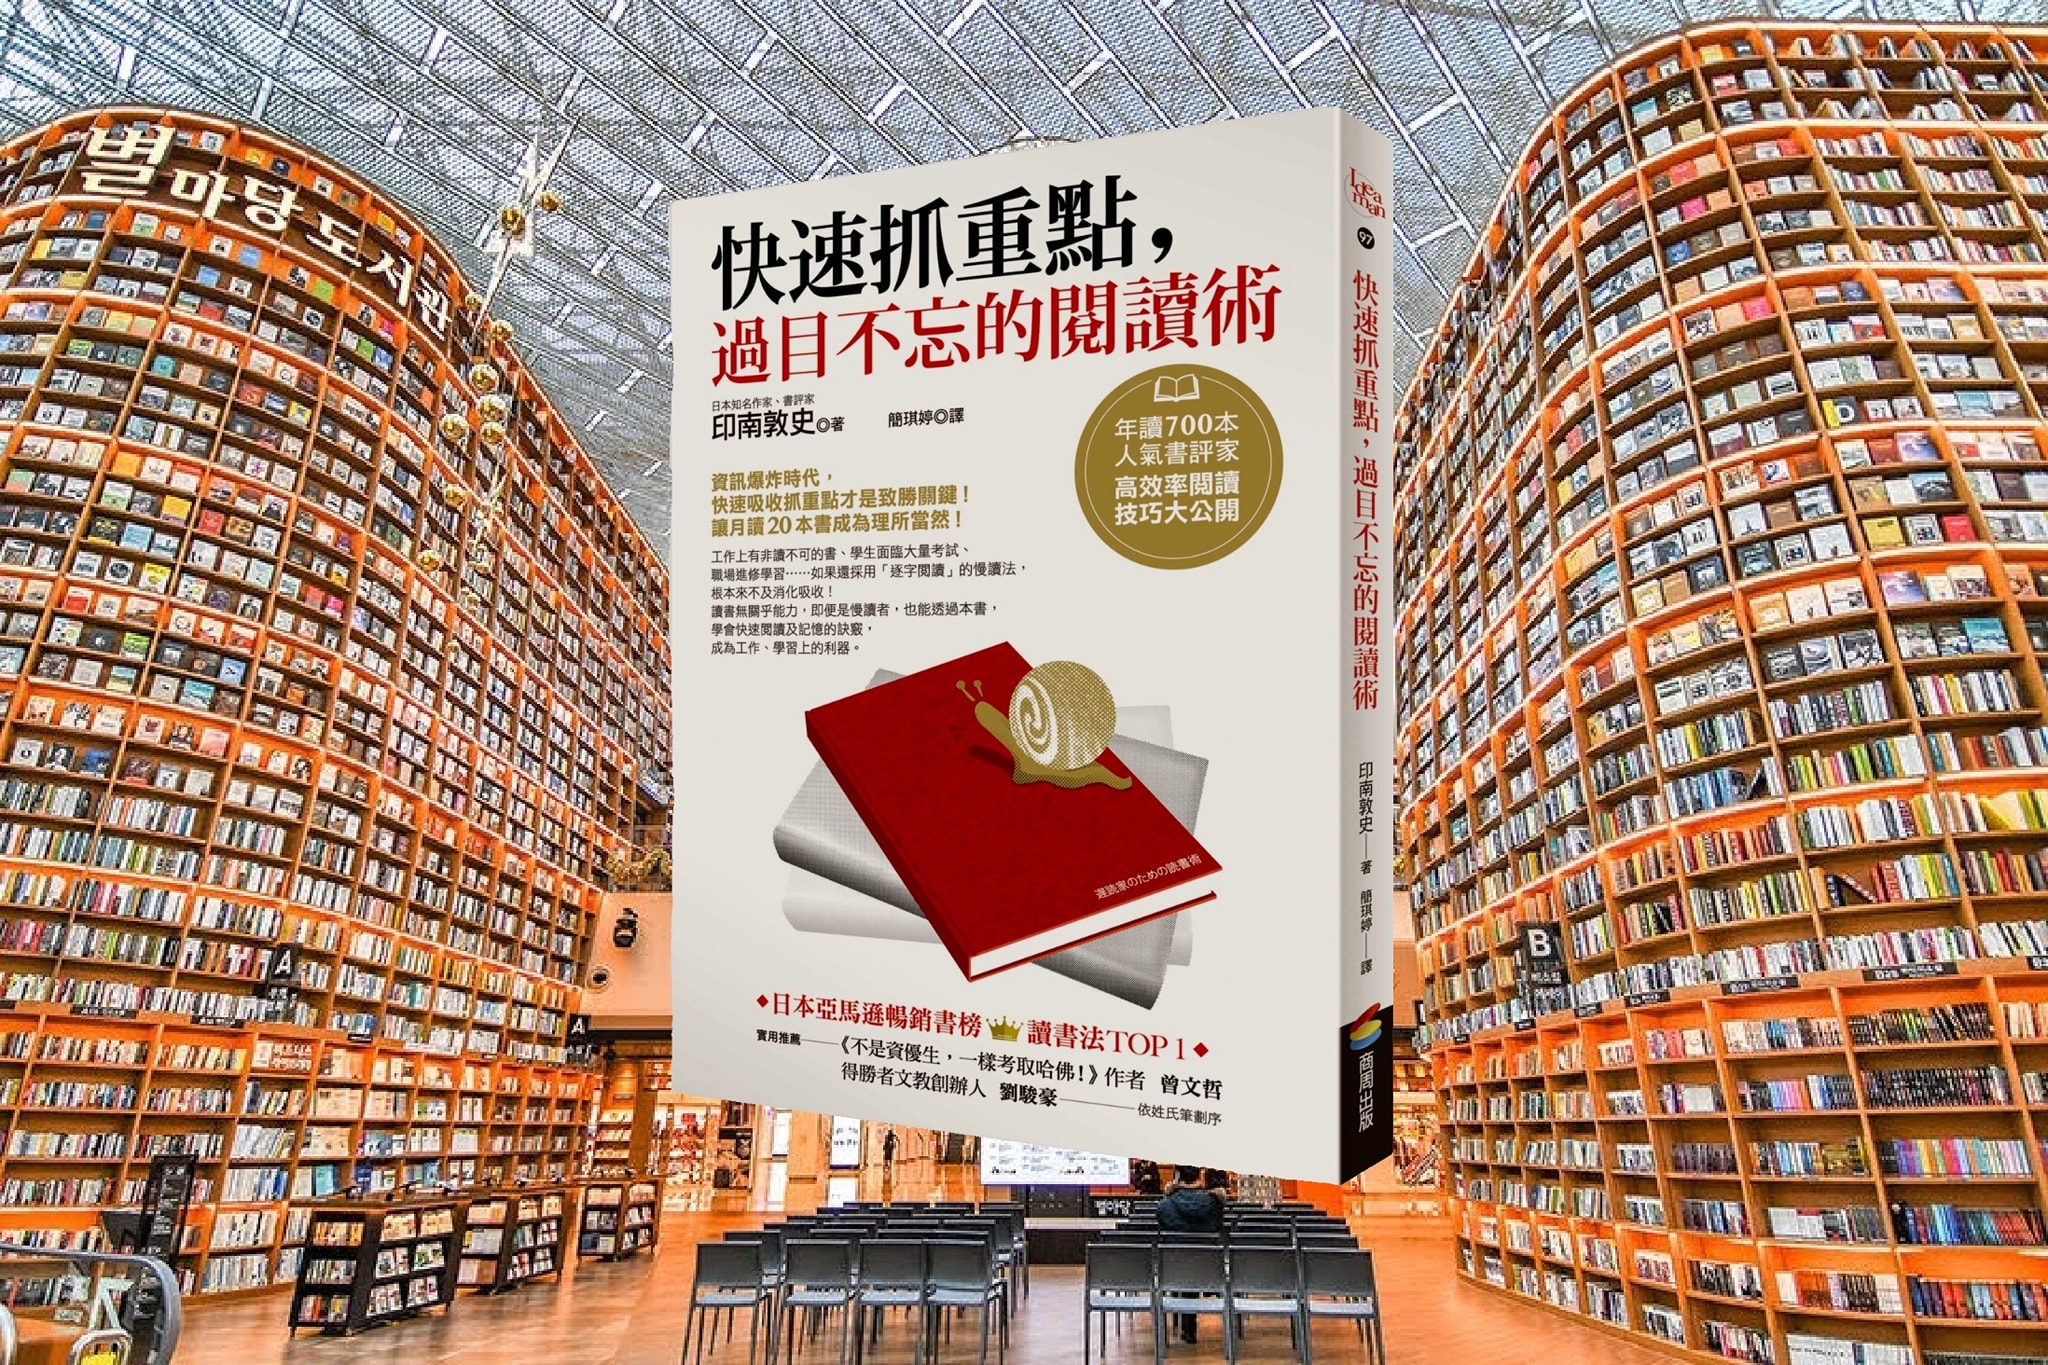 별마당 도서관
快速抓重點，
過目不忘的閱讀術
日本知名作家、書評家
印南敦史◎著
簡琪婷◎譯
年讀700本
人氣書評家
高效率閱讀
技巧大公開
資訊爆炸時代，
快速吸收抓重點才是致勝關鍵！
讓月讀20本書成為理所當然！
工作上有非讀不可的書、學生面臨大量考試、
職場進修學習……如果還採用「逐字閱讀」的慢讀法，
根本來不及消化吸收！
讀書無關乎能力，即便是慢讀者，也能透過本書，
學會快速閱讀及記憶的訣竅，
成為工作、學習上的利器。
遅読家のための読書術
◆日本亞馬遜暢銷書榜 讀書法TOP 1◆
實用推薦——《不是資優生，一樣考取哈佛！》作者 曾文哲
得勝者文教創辦人 劉駿豪——依姓氏筆劃序
Idea man
97
快速抓重點，過目不忘的閱讀術
印南敦史——著
簡琪婷——譯
商周出版
A
A
B
별마당